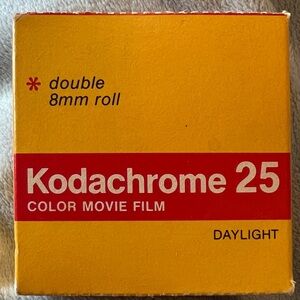 * double
8mm roll
Kodachrome 25
COLOR MOVIE FILM
DAYLIGHT